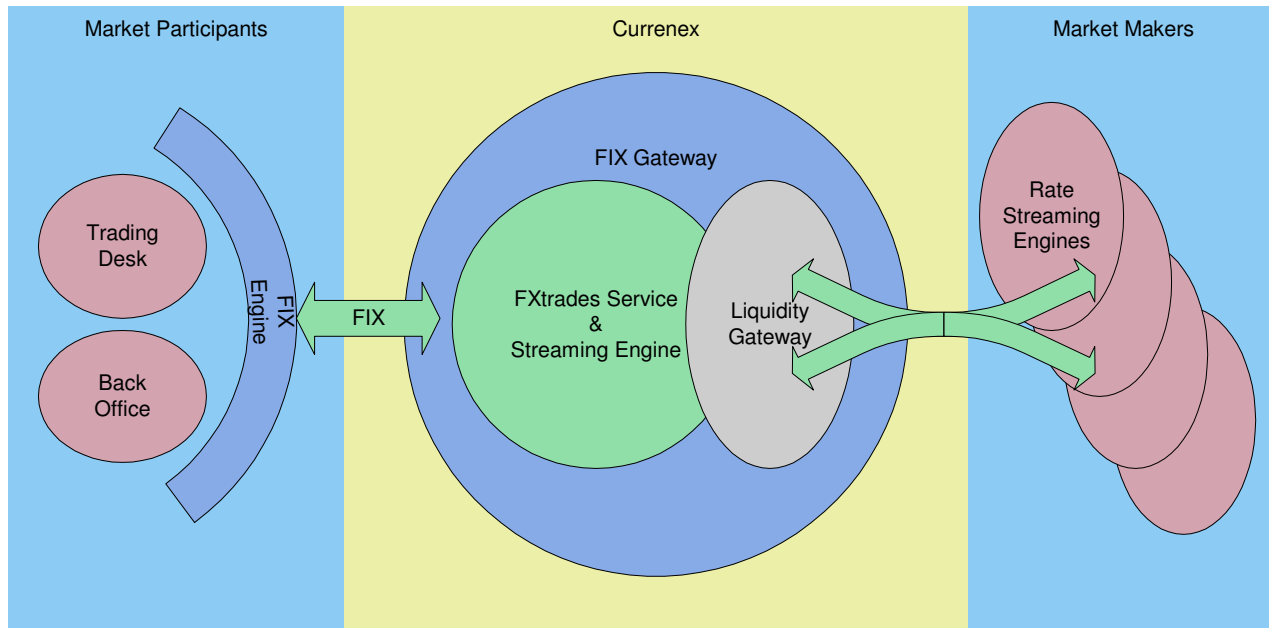 Market Participants
Currenex
Market Makers
FIX Gateway
Trading
Desk
Back
Office
FIX
Engine
FIX
FXtrades Service
&
Streaming Engine
Liquidity
Gateway
Rate
Streaming
Engines